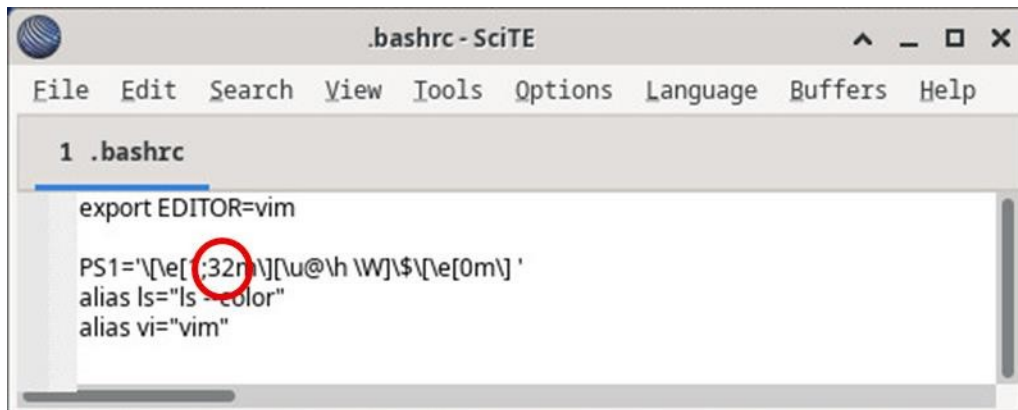 .bashrc - SciTE
File Edit Search View Tools Options Language Buffers Help
1 .bashrc
export EDITOR=vim
PS1='\[\e[1;32m\][\u@\h \W]\$\[\e[0m\] '
alias ls="ls --color"
alias vi="vim"